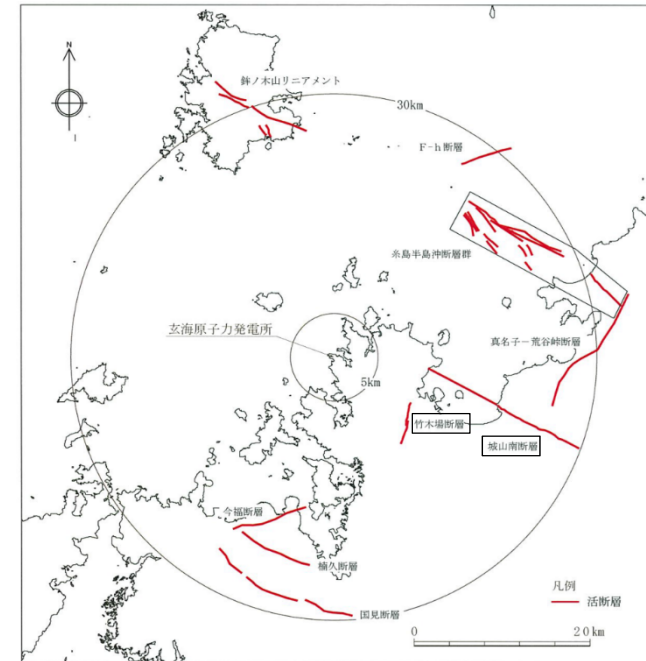 N
鉾ノ木山リニアメント
30km
F-h断層
糸島半島沖断層群
玄海原子力発電所
真名子－荒谷峠断層
5km
竹木場断層
城山南断層
今福断層
楠久断層
国見断層
凡例
活断層
0 20km